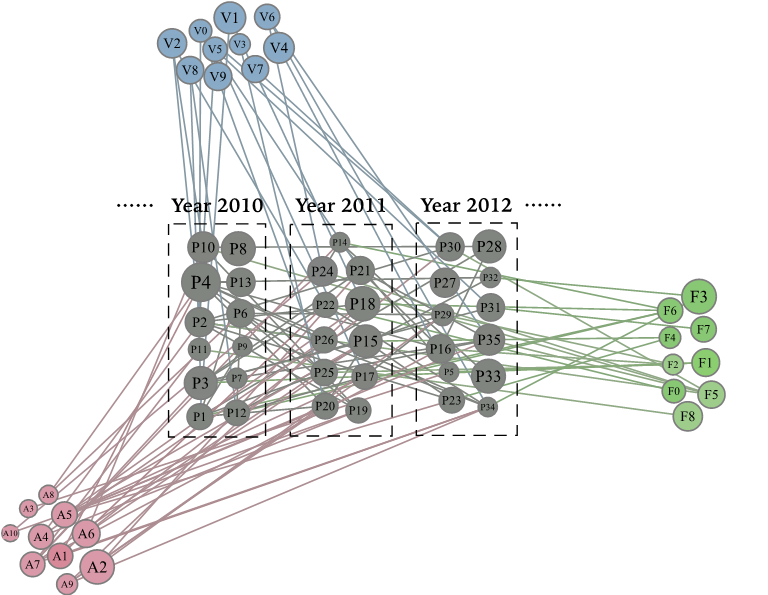 V1
V6
V0
V2
V5
V3
V4
V8
V9
V7
...... Year 2010 Year 2011 Year 2012 ......
P10
P8
P14
P30
P28
P4
P13
P24
P21
P27
P32
P2
P6
P22
P18
P29
P31
P11
P9
P26
P15
P16
P35
P3
P7
P25
P17
P5
P33
P1
P12
P20
P19
P23
P34
F3
F6
F7
F4
F2
F1
F0
F5
F8
A8
A3
A5
A10
A4
A6
A7
A1
A2
A9